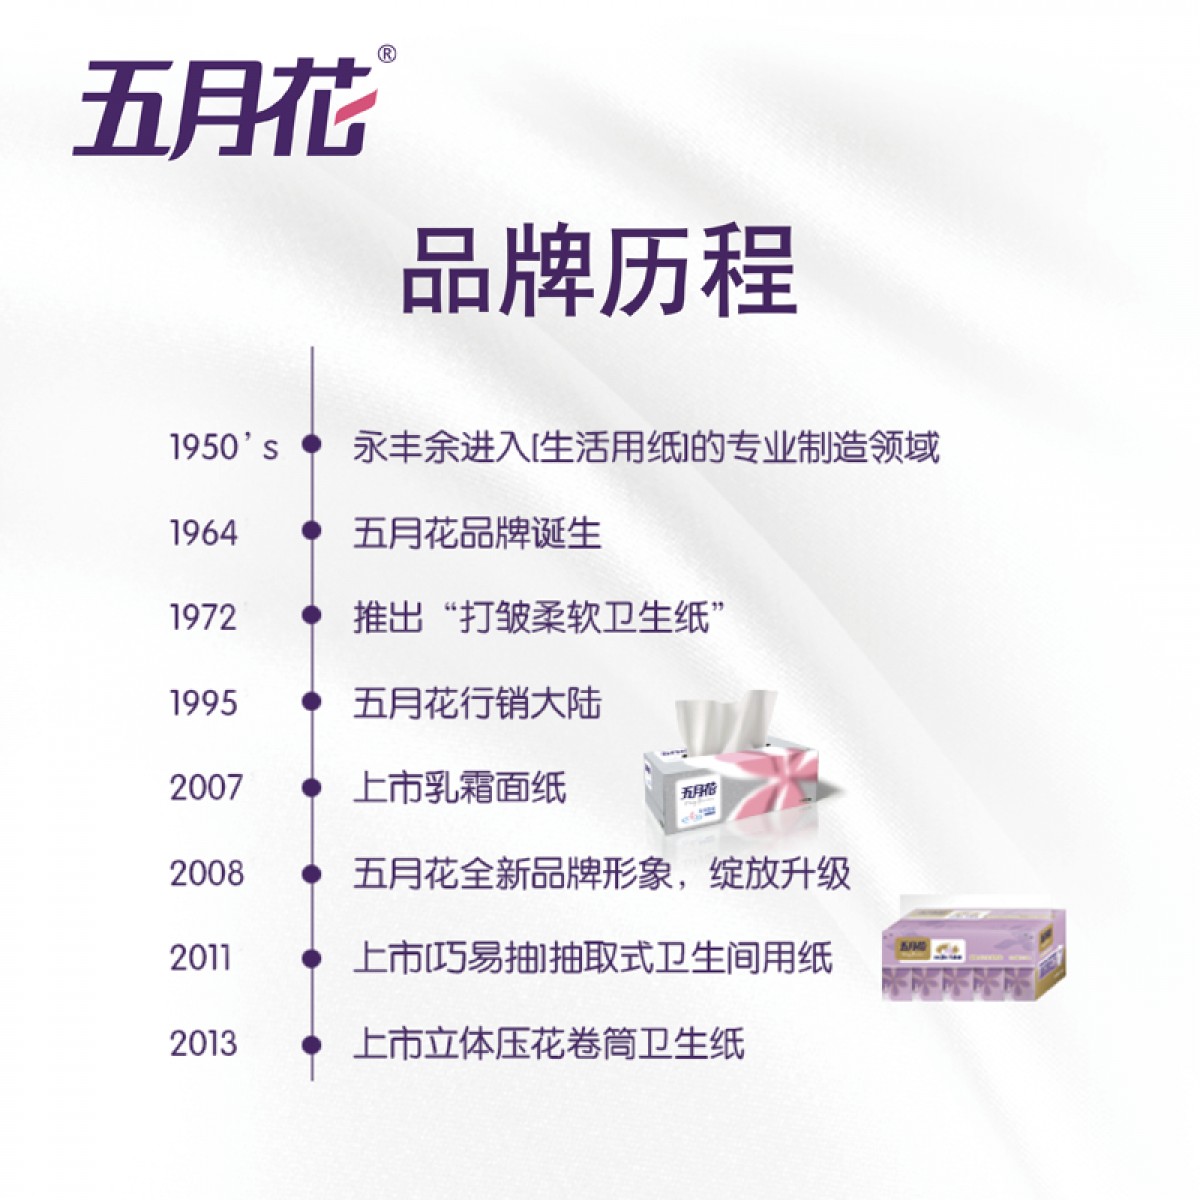 五月花®
品牌历程
1950's 永丰余进入[生活用纸]的专业制造领域
1964 五月花品牌诞生
1972 推出“打皱柔软卫生纸”
1995 五月花行销大陆
2007 上市乳霜面纸
五月花
2008 五月花全新品牌形象，绽放升级
五月花
2011 上市[巧易抽]抽取式卫生间用纸
2013 上市立体压花卷筒卫生纸